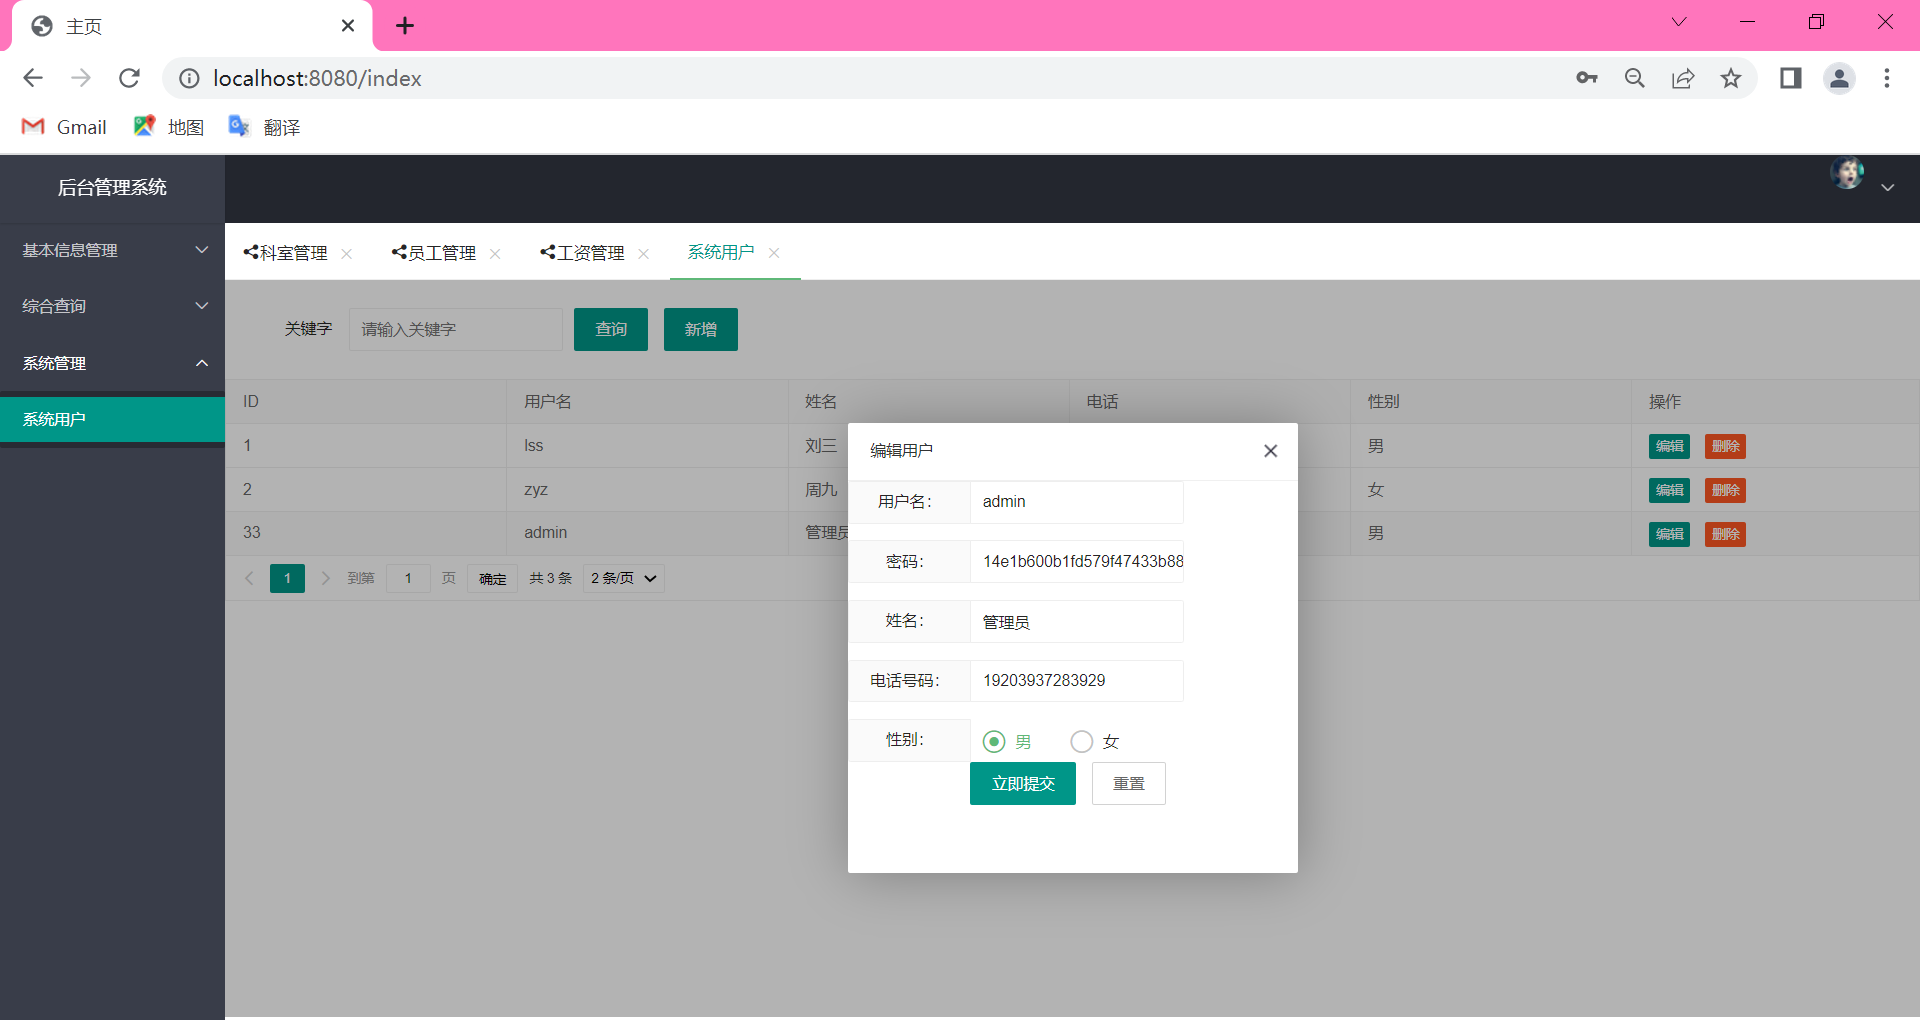 主页
localhost:8080/index
Gmail 地图 翻译
后台管理系统
基本信息管理
综合查询
系统管理
系统用户
科室管理 员工管理 工资管理 系统用户
关键字 请输入关键字 查询 新增
ID 用户名 姓名 电话 性别 操作
1 lss 刘三 男 编辑 删除
2 zyz 周九 女 编辑 删除
33 admin 管理员 男 编辑 删除
1 到第 1 页 确定 共 3 条 2 条/页
编辑用户
用户名： admin
密码： 14e1b600b1fd579f47433b88
姓名： 管理员
电话号码： 19203937283929
性别： 男 女
立即提交 重置